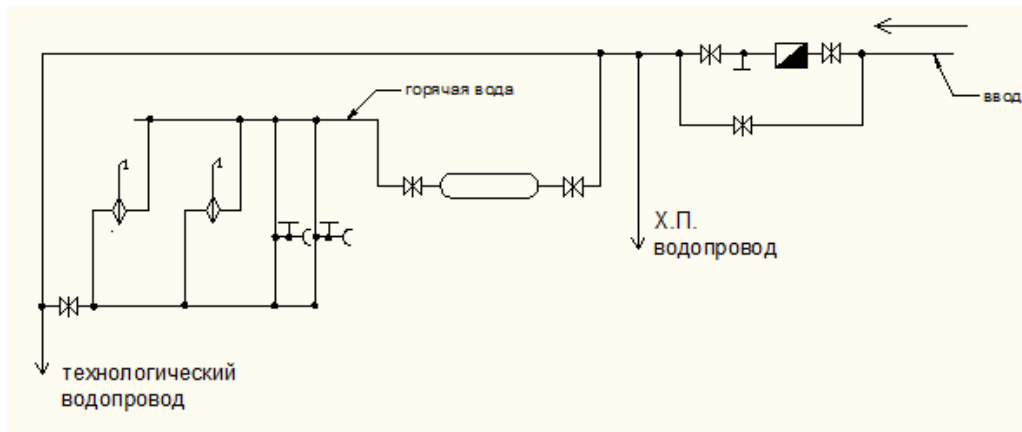 горячая вода
ввод
Х.П.
водопровод
технологический
водопровод